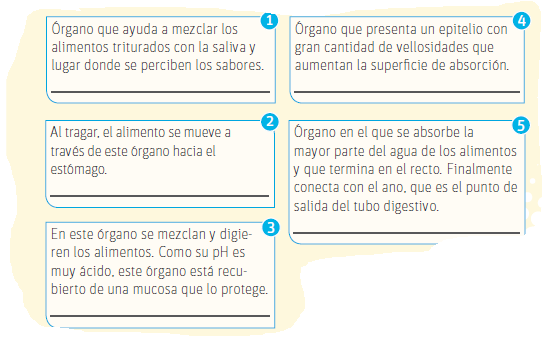 1
Órgano que ayuda a mezclar los
alimentos triturados con la saliva y
lugar donde se perciben los sabores.
2
Al tragar, el alimento se mueve a
través de este órgano hacia el
estómago.
3
En este órgano se mezclan y digie-
ren los alimentos. Como su pH es
muy ácido, este órgano está recu-
bierto de una mucosa que lo protege.
4
Órgano que presenta un epitelio con
gran cantidad de vellosidades que
aumentan la superficie de absorción.
5
Órgano en el que se absorbe la
mayor parte del agua de los alimentos
y que termina en el recto. Finalmente
conecta con el ano, que es el punto de
salida del tubo digestivo.